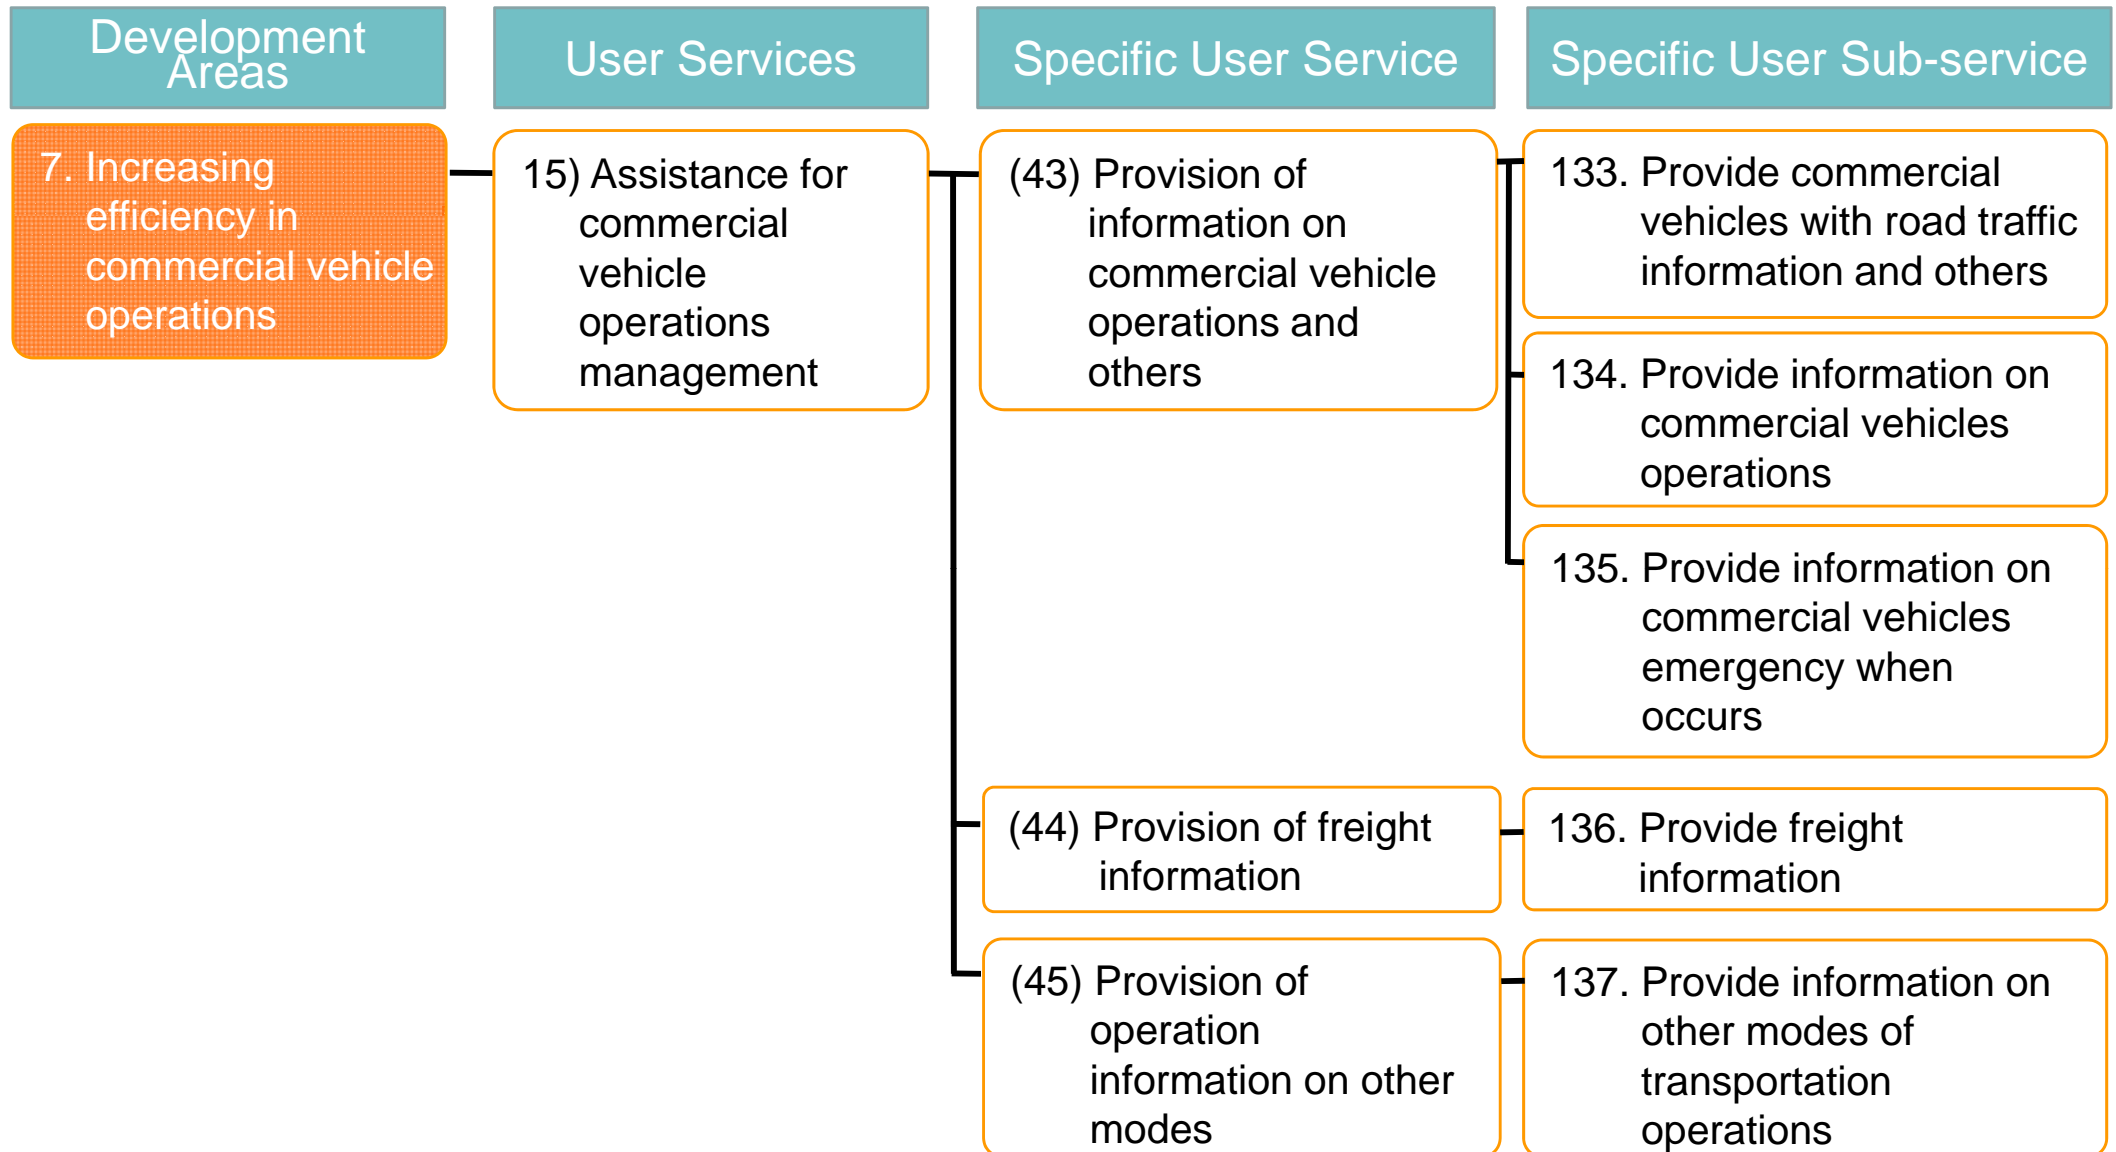 Development
Areas
User Services
Specific User Service
Specific User Sub-service
7. Increasing
efficiency in
commercial vehicle
operations
15) Assistance for
commercial
vehicle
operations
management
(43) Provision of
information on
commercial vehicle
operations and
others
133. Provide commercial
vehicles with road traffic
information and others
134. Provide information on
commercial vehicles
operations
135. Provide information on
commercial vehicles
emergency when
occurs
(44) Provision of freight
information
136. Provide freight
information
(45) Provision of
operation
information on other
modes
137. Provide information on
other modes of
transportation
operations